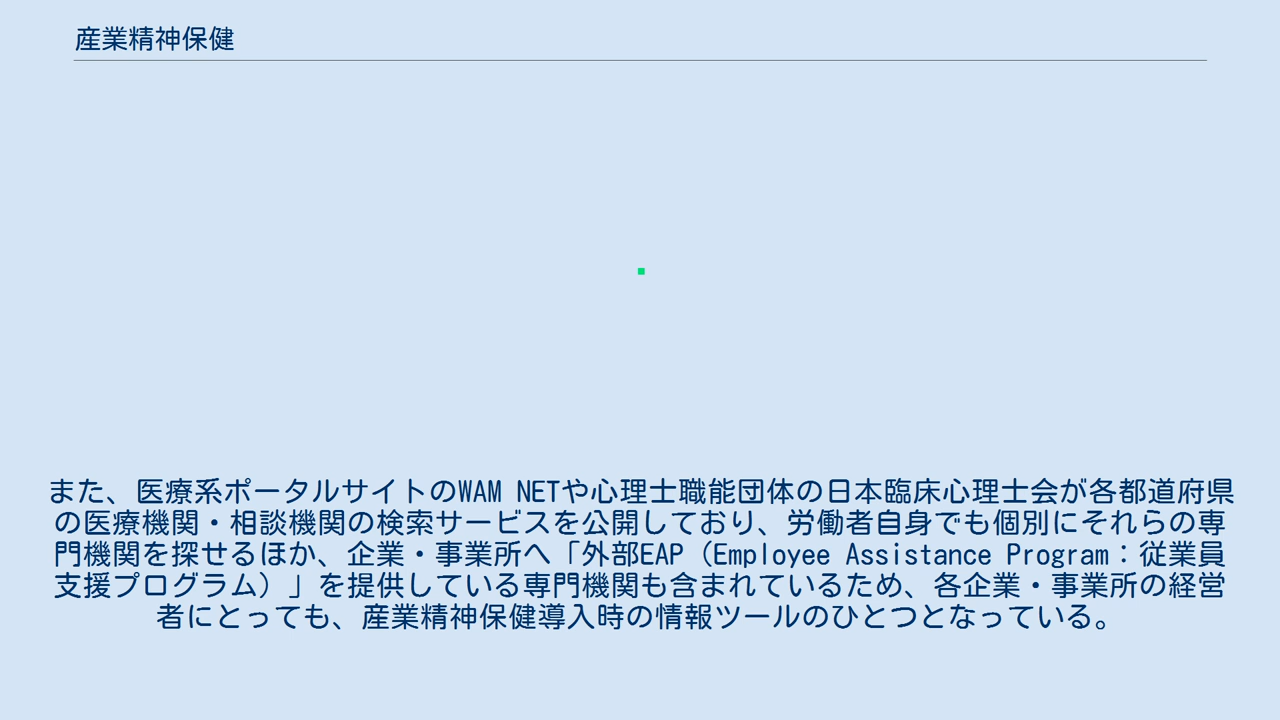 産業精神保健
また、医療系ポータルサイトのWAM NETや心理士職能団体の日本臨床心理士会が各都道府県
の医療機関・相談機関の検索サービスを公開しており、労働者自身でも個別にそれらの専
門機関を探せるほか、企業・事業所へ「外部EAP（Employee Assistance Program：従業員
支援プログラム）」を提供している専門機関も含まれているため、各企業・事業所の経営
者にとっても、産業精神保健導入時の情報ツールのひとつとなっている。